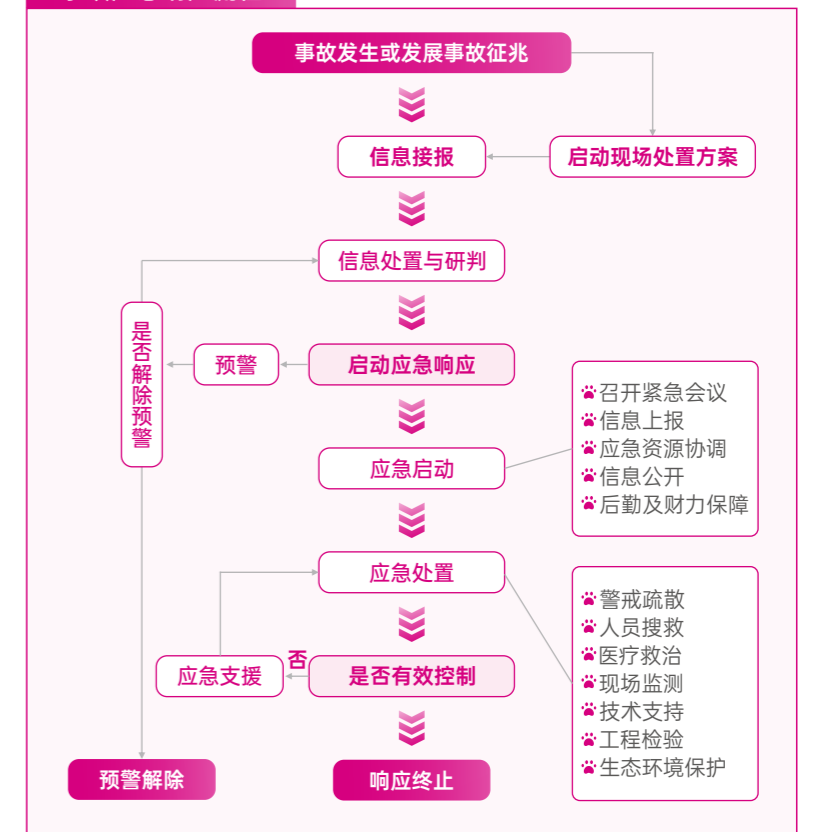 事故发生或发展事故征兆
信息接报
启动现场处置方案
信息处置与研判
是否解除预警
预警
启动应急响应
召开紧急会议
信息上报
应急资源协调
信息公开
后勤及财力保障
应急启动
应急处置
警戒疏散
人员搜救
医疗救治
现场监测
技术支持
工程检验
生态环境保护
应急支援
否
是否有效控制
预警解除
响应终止